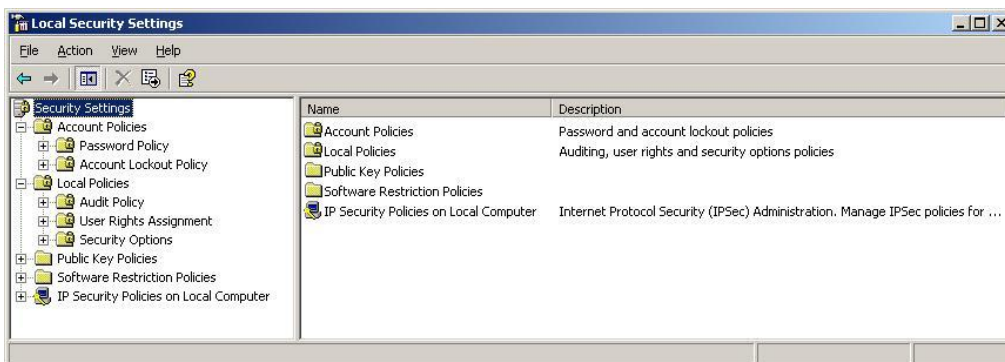 Local Security Settings
File Action View Help
Security Settings
Account Policies
Password Policy
Account Lockout Policy
Local Policies
Audit Policy
User Rights Assignment
Security Options
Public Key Policies
Software Restriction Policies
IP Security Policies on Local Computer
Name Description
Account Policies Password and account lockout policies
Local Policies Auditing, user rights and security options policies
Public Key Policies
Software Restriction Policies
IP Security Policies on Local Computer Internet Protocol Security (IPSec) Administration. Manage IPSec policies for ...